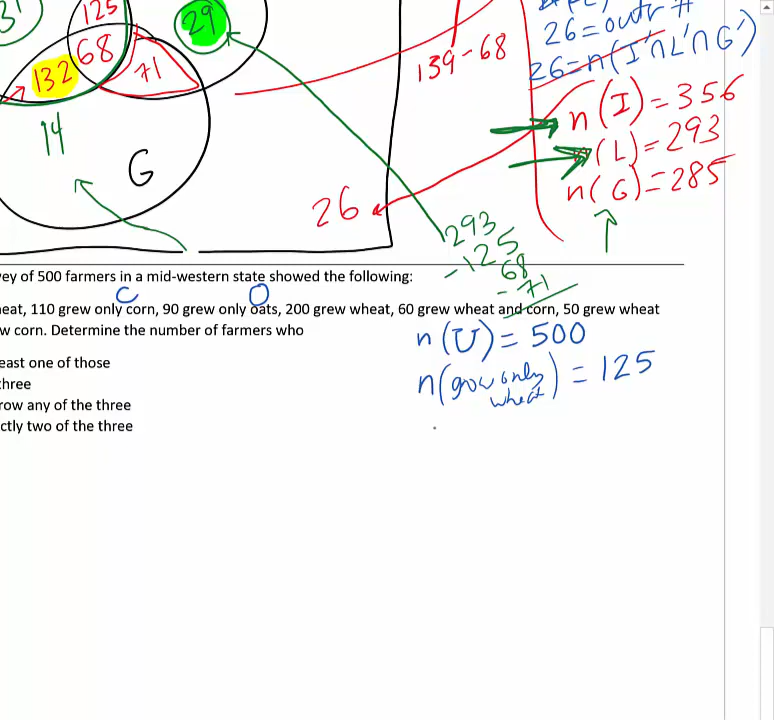 125
29
26 = outr #
26 = n(I'∩L'∩G')
68
132
71
139-68
n(I) = 356
14
G
(L) = 293
n(G) = 285
26
293
-125
68
-71
vey of 500 farmers in a mid-western state showed the following:
C O
eat, 110 grew only corn, 90 grew only oats, 200 grew wheat, 60 grew wheat and corn, 50 grew wheat
w corn. Determine the number of farmers who
n(U) = 500
east one of those
three
n(grow only wheat) = 125
row any of the three
ctly two of the three